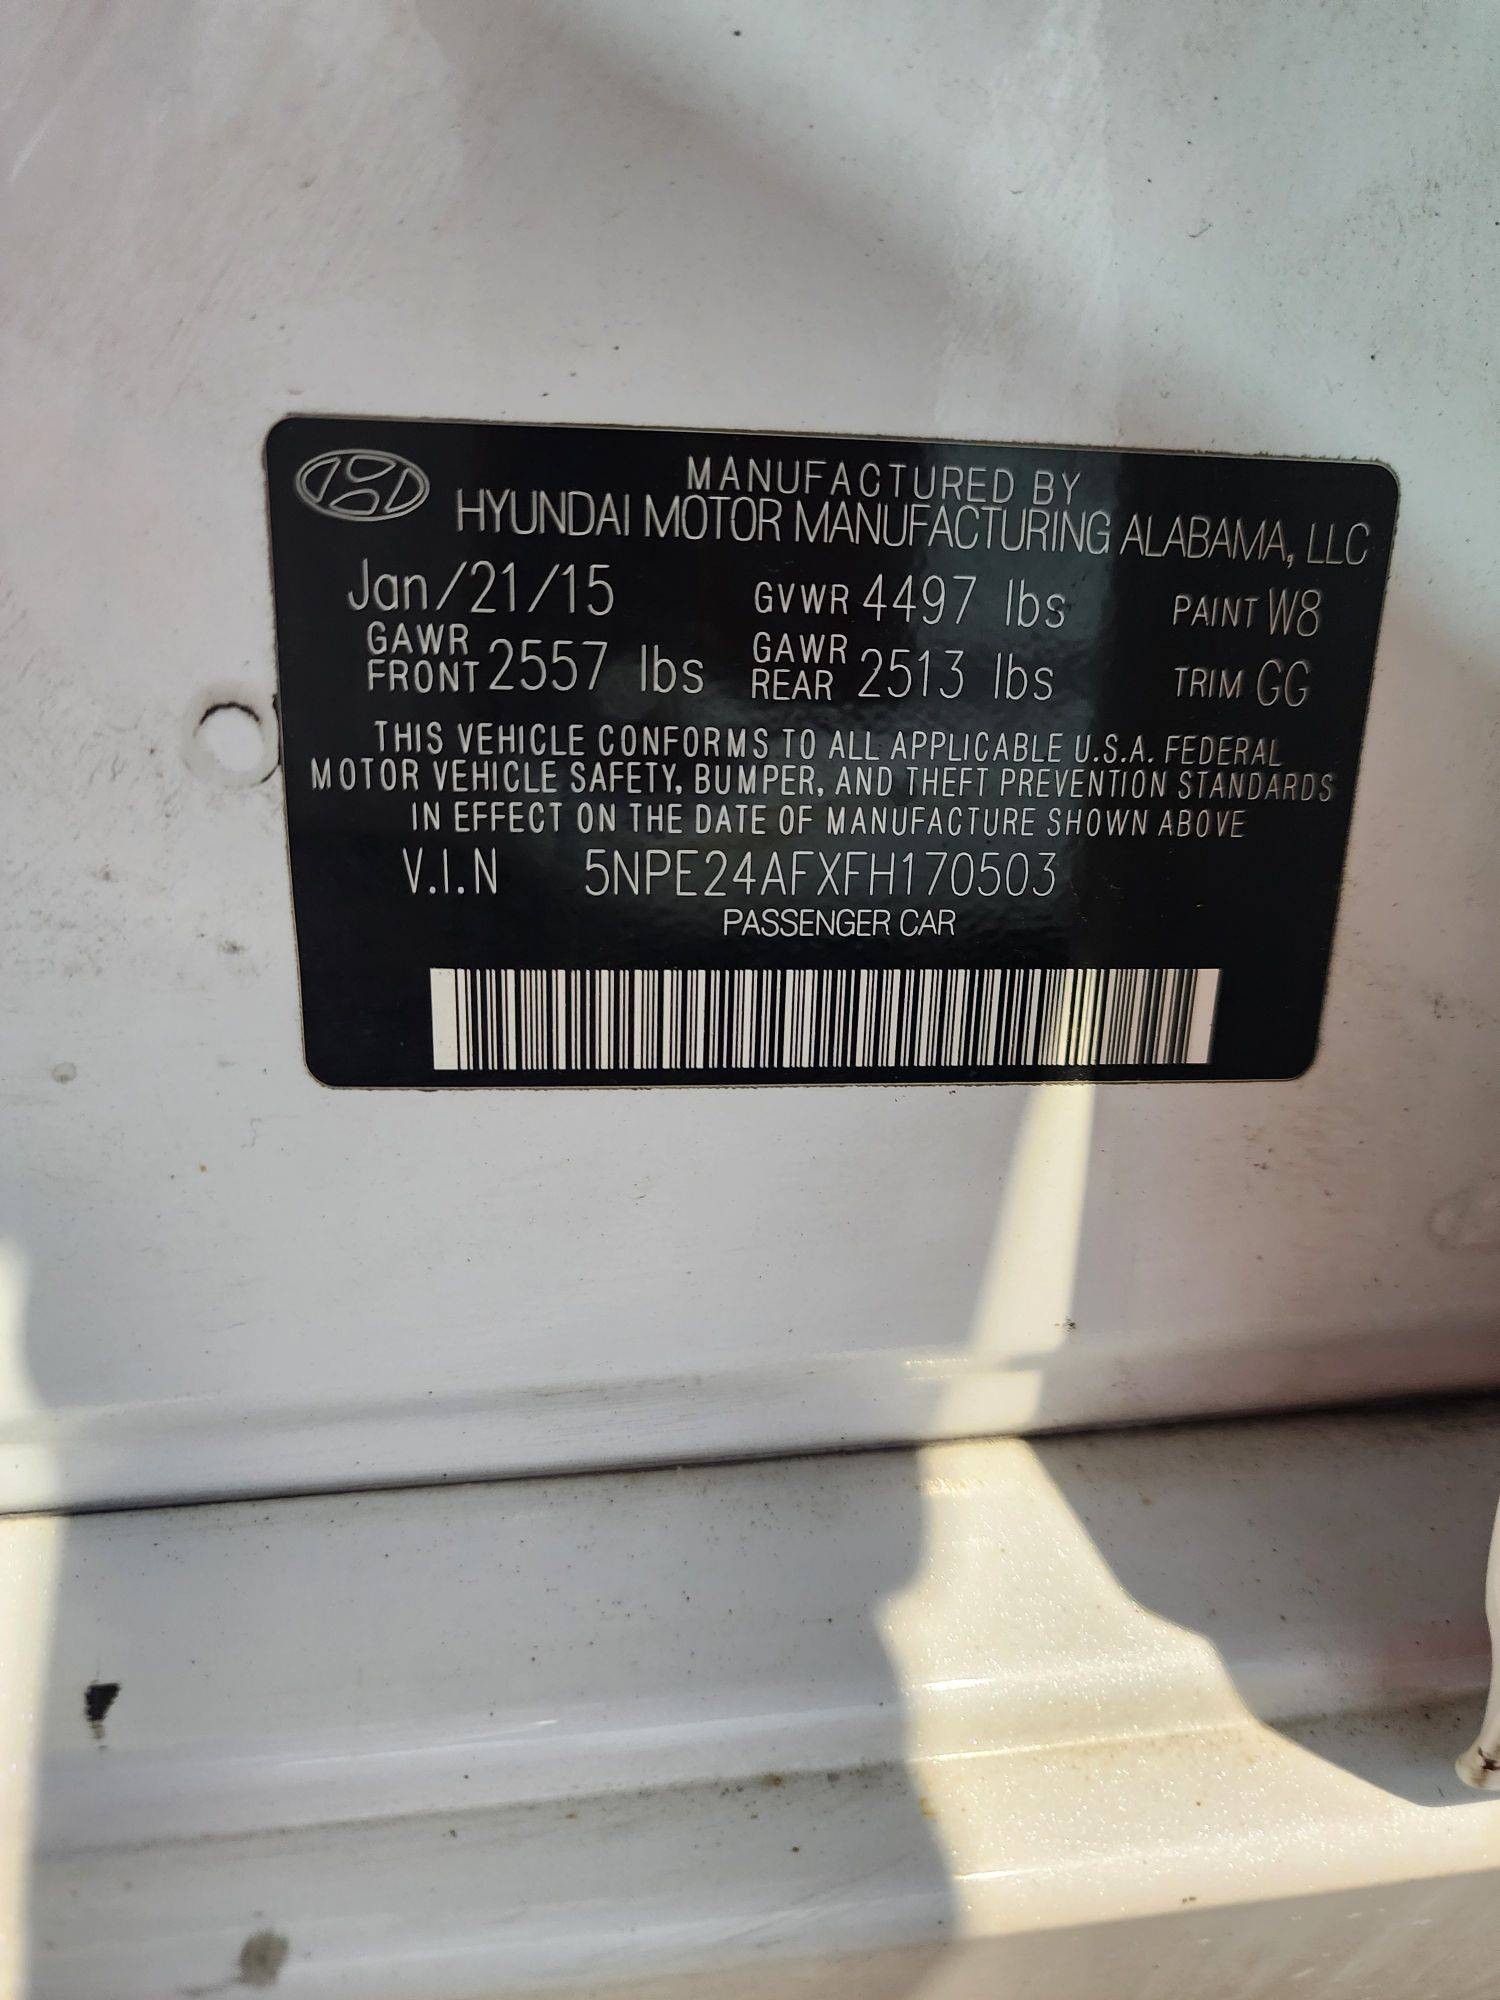 MANUFACTURED BY
HYUNDAI MOTOR MANUFACTURING ALABAMA, LLC
Jan/21/15 GVWR 4497 lbs PAINT W8
GAWR FRONT 2557 lbs GAWR REAR 2513 lbs TRIM GG
THIS VEHICLE CONFORMS TO ALL APPLICABLE U.S.A. FEDERAL
MOTOR VEHICLE SAFETY, BUMPER, AND THEFT PREVENTION STANDARDS
IN EFFECT ON THE DATE OF MANUFACTURE SHOWN ABOVE
V.I.N 5NPE24AFXFH170503
PASSENGER CAR